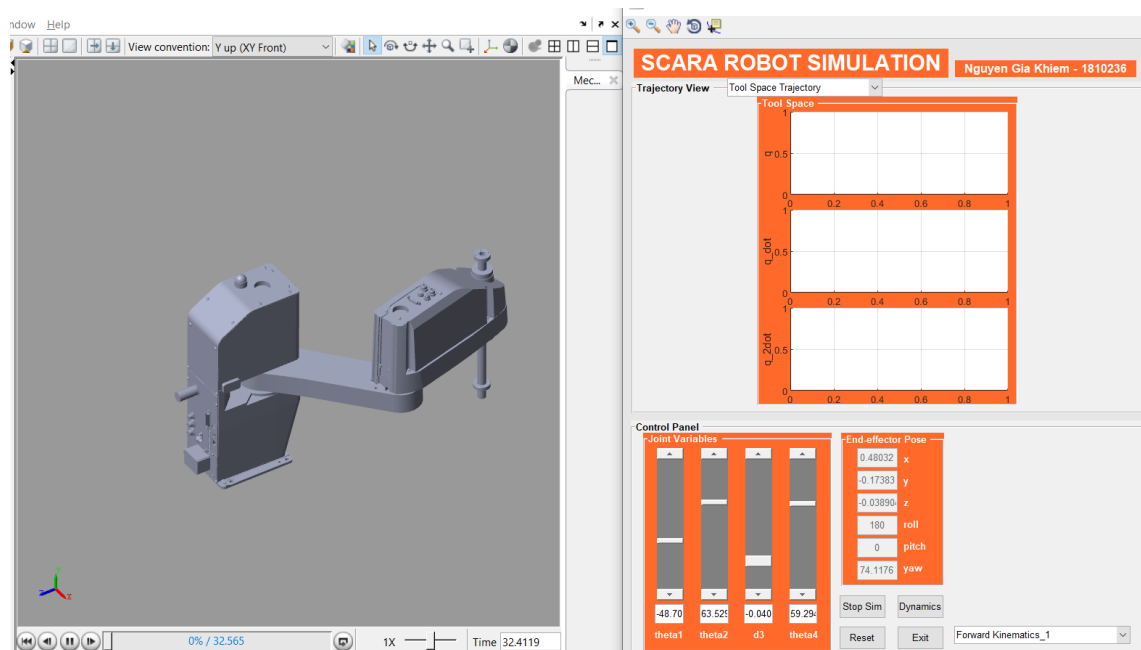 ndow Help
View convention: Y up (XY Front)
Mec...
0% / 32.565
1X
Time 32.4119
SCARA ROBOT SIMULATION
Nguyen Gia Khiem - 1810236
Trajectory View
Tool Space Trajectory
Tool Space
1
q 0.5
0
0 0.2 0.4 0.6 0.8 1
1
q_dot 0.5
0
0 0.2 0.4 0.6 0.8 1
1
q_2dot 0.5
0
0 0.2 0.4 0.6 0.8 1
Control Panel
Joint Variables
-48.70 63.529 -0.040 59.294
theta1 theta2 d3 theta4
End-effector Pose
0.48032 x
-0.17383 y
-0.03890 z
180 roll
0 pitch
74.1176 yaw
Stop Sim Dynamics
Reset Exit Forward Kinematics_1
y
x